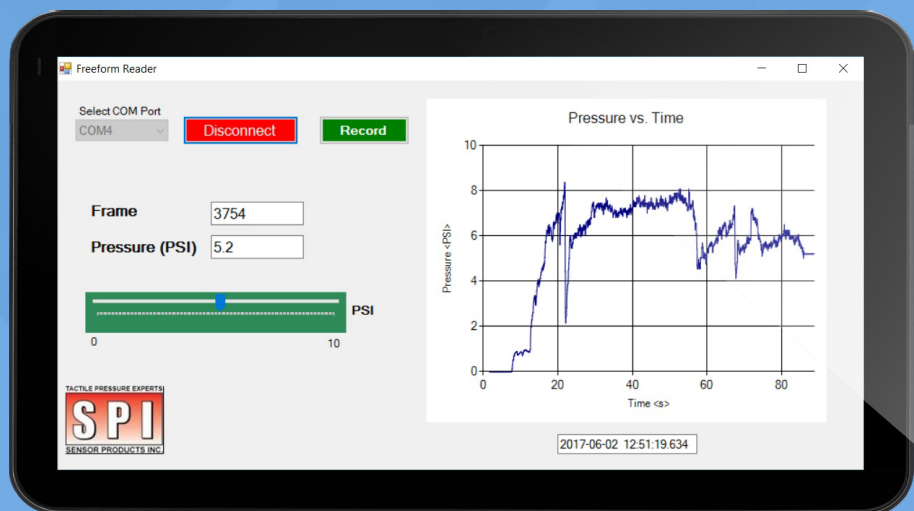 Freeform Reader
Select COM Port
COM4
Disconnect
Record
Frame
3754
Pressure (PSI)
5.2
PSI
0
10
TACTILE PRESSURE EXPERTS
SPI
SENSOR PRODUCTS INC.
Pressure vs. Time
10
8
6
4
2
0
Pressure <PSI>
0 20 40 60 80
Time <s>
2017-06-02 12:51:19.634